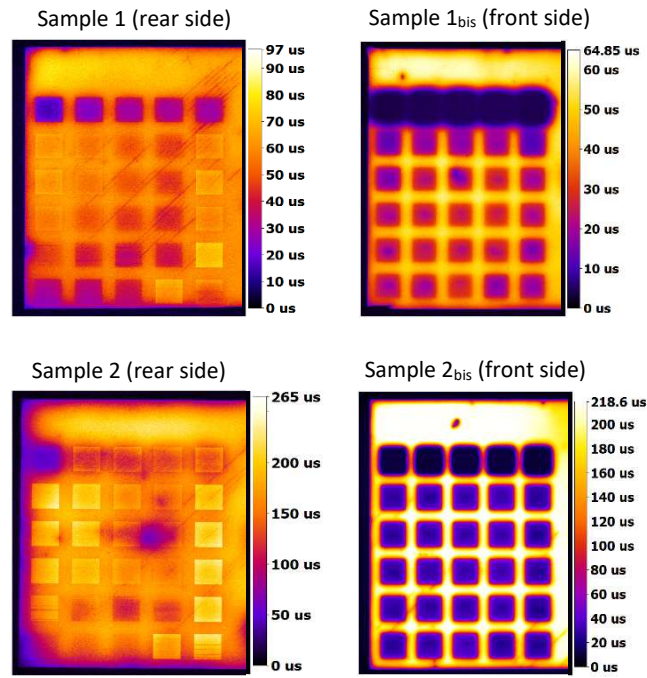 Sample 1 (rear side)
97 us
90 us
80 us
70 us
60 us
50 us
40 us
30 us
20 us
10 us
0 us
Sample 1bis (front side)
64.85 us
60 us
50 us
40 us
30 us
20 us
10 us
0 us
Sample 2 (rear side)
265 us
200 us
150 us
100 us
50 us
0 us
Sample 2bis (front side)
218.6 us
200 us
180 us
160 us
140 us
120 us
100 us
80 us
60 us
40 us
20 us
0 us